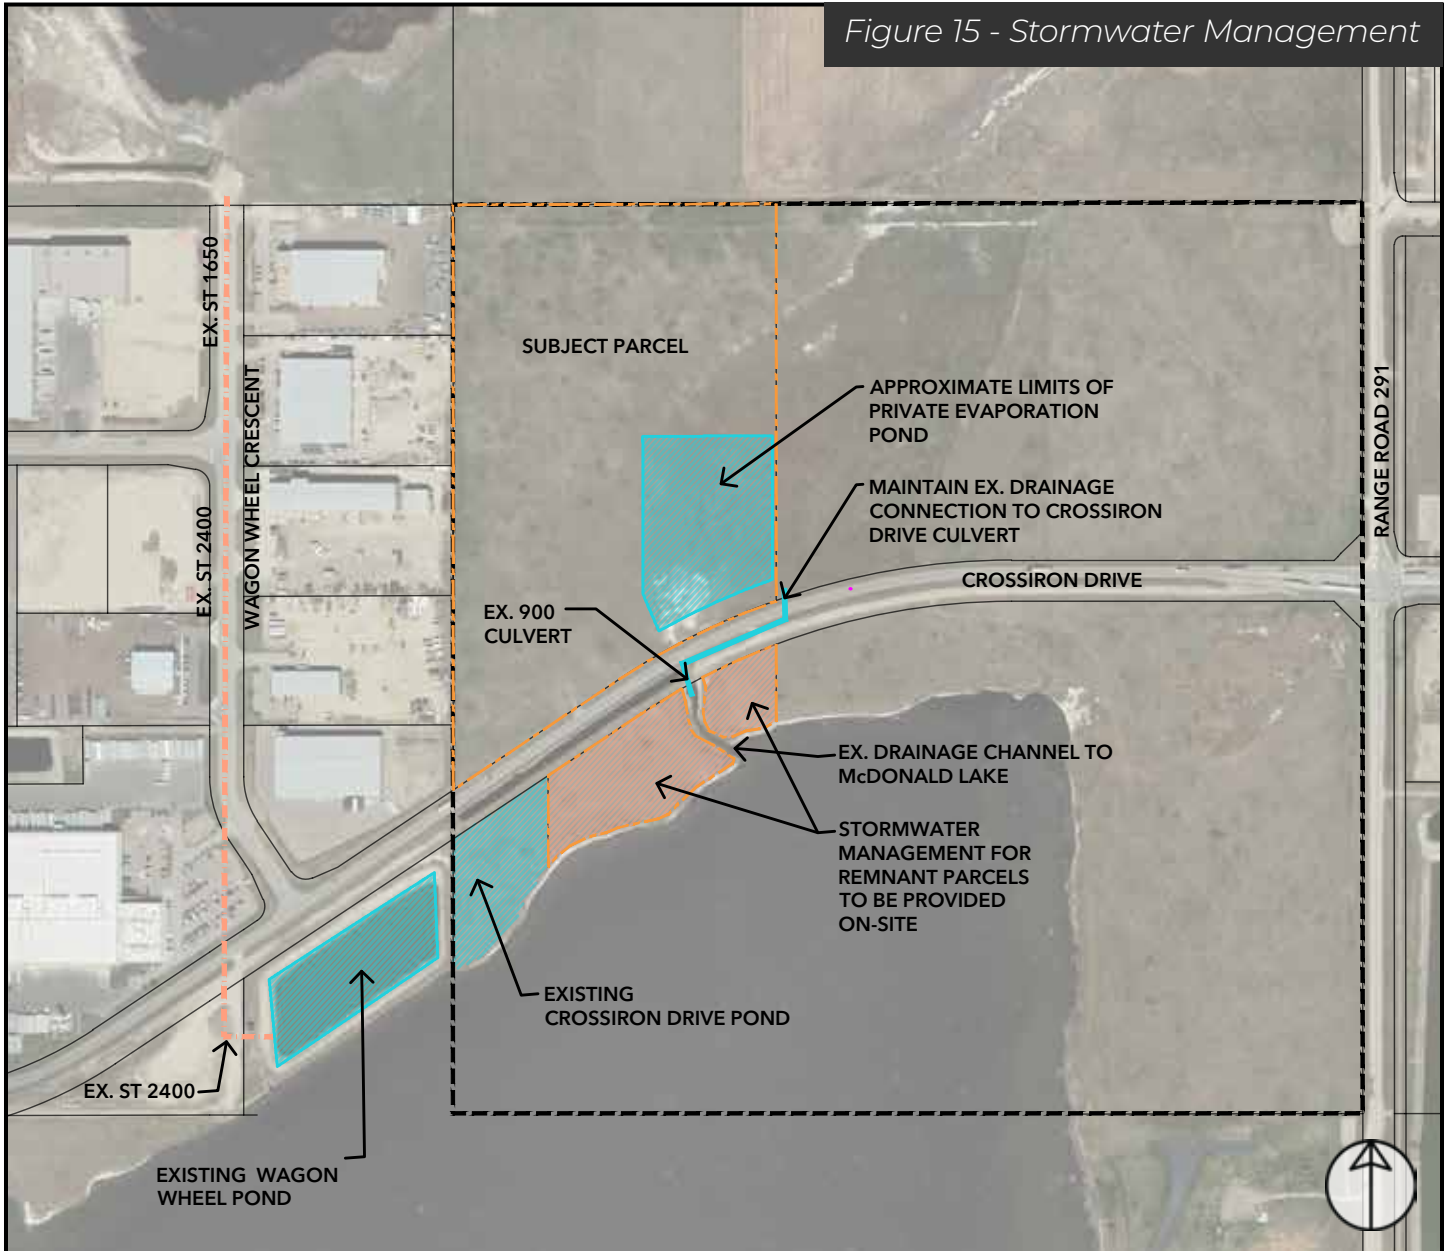 Figure 15 - Stormwater Management
EX. ST 1650
WAGON WHEEL CRESCENT
EX. ST 2400
SUBJECT PARCEL
APPROXIMATE LIMITS OF
PRIVATE EVAPORATION
POND
MAINTAIN EX. DRAINAGE
CONNECTION TO CROSSIRON
DRIVE CULVERT
RANGE ROAD 291
CROSSIRON DRIVE
EX. 900
CULVERT
EX. DRAINAGE CHANNEL TO
McDONALD LAKE
STORMWATER
MANAGEMENT FOR
REMNANT PARCELS
TO BE PROVIDED
ON-SITE
EXISTING
CROSSIRON DRIVE POND
EX. ST 2400
EXISTING WAGON
WHEEL POND